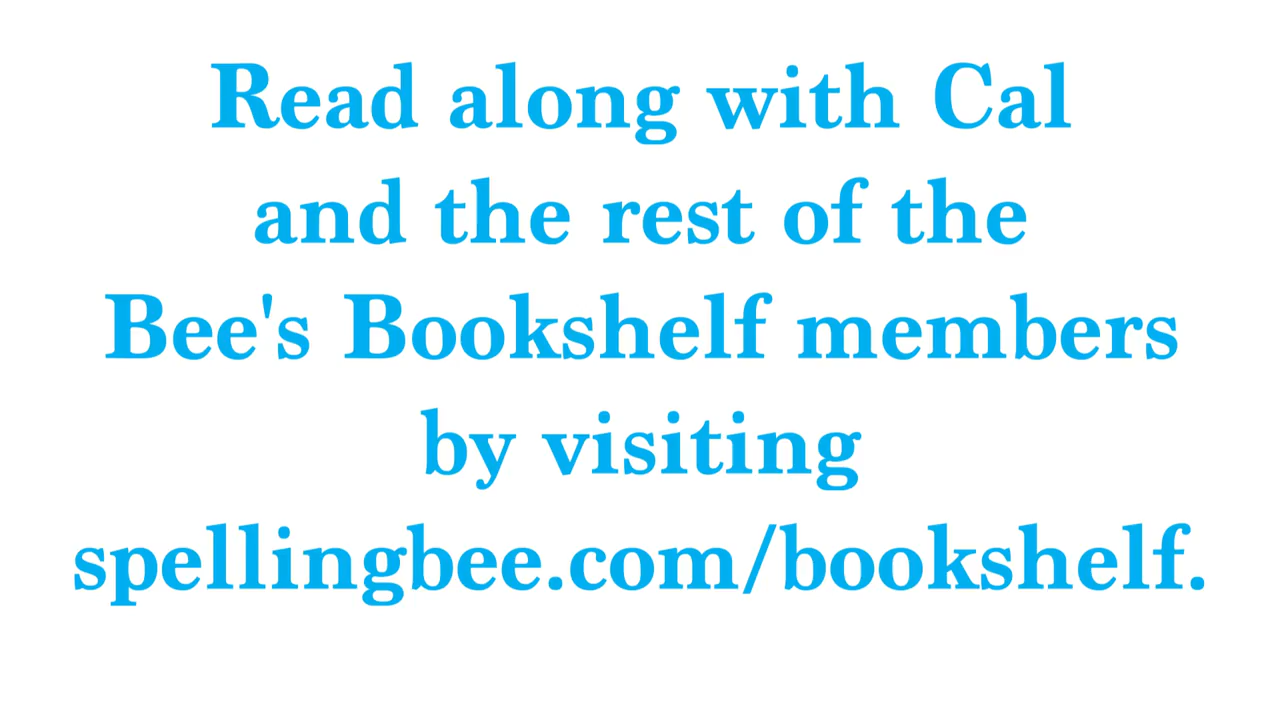 Read along with Cal
and the rest of the
Bee's Bookshelf members
by visiting
spellingbee.com/bookshelf.